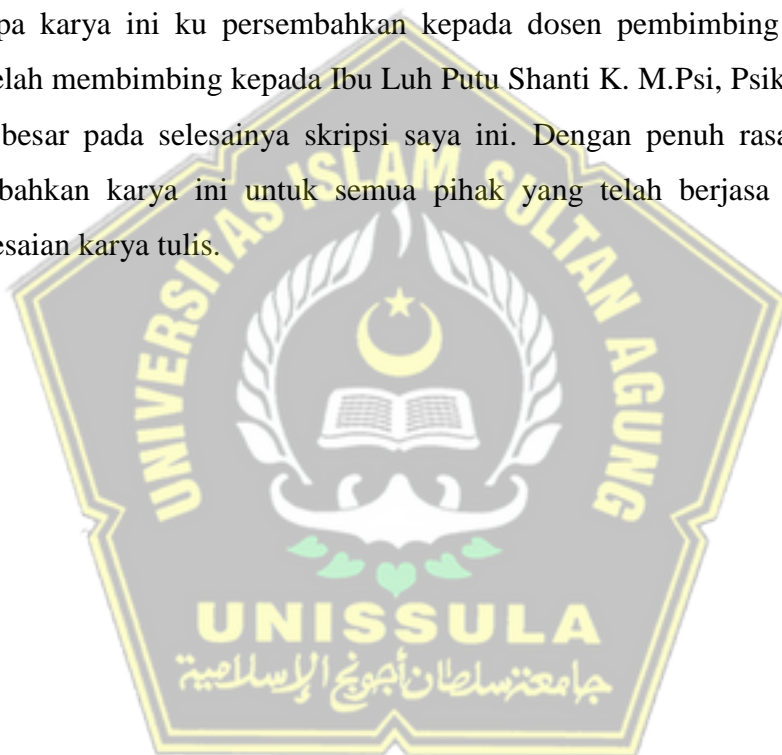 pa karya ini ku persembahkan kepada dosen pembimbing
elah membimbing kepada Ibu Luh Putu Shanti K. M.Psi, Psik
besar pada selesainya skripsi saya ini. Dengan penuh rasa
bahkan karya ini untuk semua pihak yang telah berjasa
esaian karya tulis.
UNIVERSITAS ISLAM SULTAN AGUNG
UNISSULA
جامعة سلطان أجونج الإسلامية